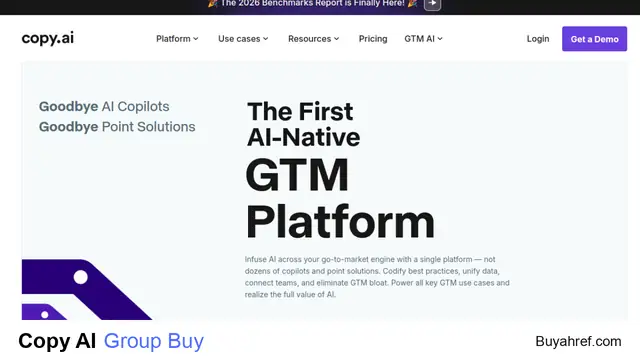 🎉 The 2026 Benchmarks Report is Finally Here! 🎉
copy.ai
Platform Use cases Resources Pricing GTM AI Login Get a Demo
Goodbye AI Copilots
Goodbye Point Solutions
The First
AI-Native
GTM
Platform
Infuse AI across your go-to-market engine with a single platform — not
dozens of copilots and point solutions. Codify best practices, unify data,
connect teams, and eliminate GTM bloat. Power all key GTM use cases and
realize the full value of AI.
Copy AI Group Buy
Buyahref.com